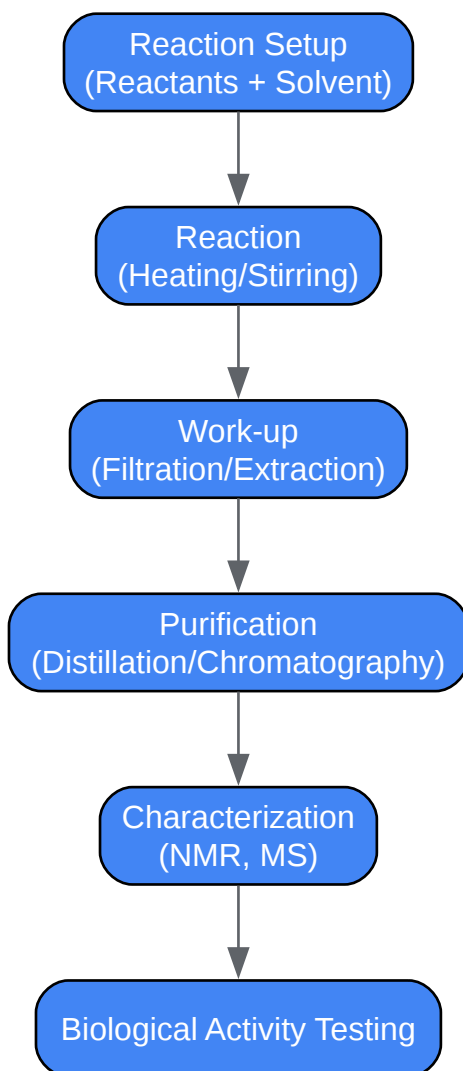 Reaction Setup
(Reactants + Solvent)
Reaction
(Heating/Stirring)
Work-up
(Filtration/Extraction)
Purification
(Distillation/Chromatography)
Characterization
(NMR, MS)
Biological Activity Testing